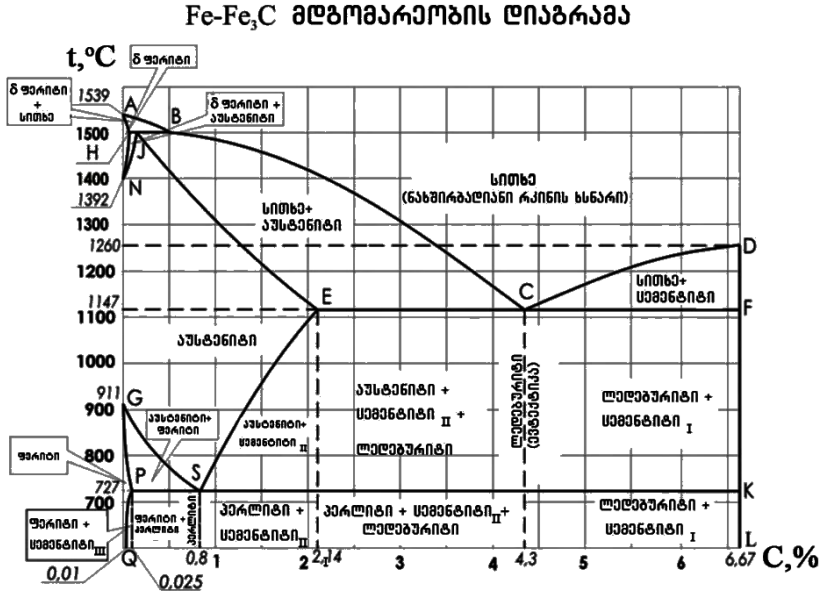 Fe-Fe₃C მდგომარეობის დიაგრამა
t,ºC
δ ფერიტი
δ ფერიტი
+
სითხე
1539
A
B
δ ფერიტი +
აუსტენიტი
1500
H
J
1400
N
1392
სითხე
(ნახშირბადიანი რკინის ხსნარი)
სითხე+
აუსტენიტი
1300
1260
D
1200
სითხე+
ცემენტიტი
1147
E
C
F
1100
აუსტენიტი
1000
ლედებურიტი
(ევტექტიკა)
აუსტენიტი +
ცემენტიტი II +
ლედებურიტი
ლედებურიტი +
ცემენტიტი I
911
G
900
აუსტენიტი+
ფერიტი
აუსტენიტი+
ცემენტიტი II
ფერიტი
800
P
S
727
K
700
ფერიტი +
ცემენტიტი III
ფერიტი +
პერლიტი
პერლიტი
პერლიტი +
ცემენტიტი II
პერლიტი + ცემენტიტი II +
ლედებურიტი
ლედებურიტი +
ცემენტიტი I
L
Q
0,01
0,025
0,8
1
2
2,14
3
4,3
5
6
6,67
C,%